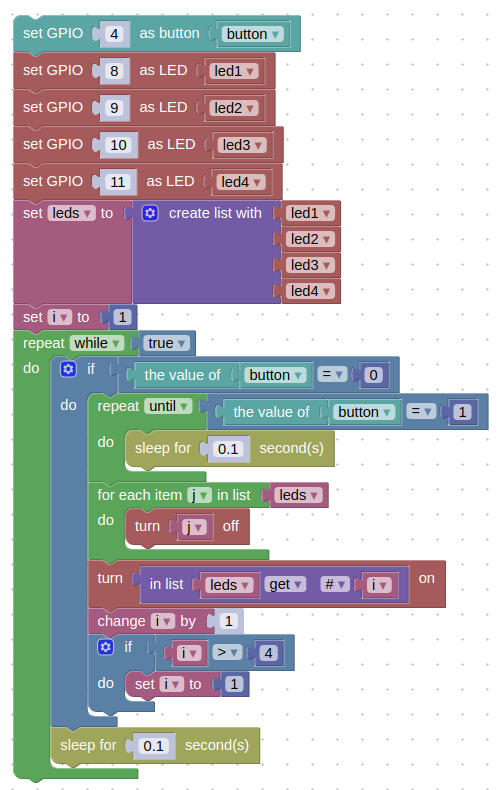 set GPIO 4 as button button ▾
set GPIO 8 as LED led1 ▾
set GPIO 9 as LED led2 ▾
set GPIO 10 as LED led3 ▾
set GPIO 11 as LED led4 ▾
set leds ▾ to create list with led1 ▾
led2 ▾
led3 ▾
led4 ▾
set i ▾ to 1
repeat while ▾ true ▾
do if the value of button ▾ = ▾ 0
do repeat until ▾ the value of button ▾ = ▾ 1
do sleep for 0.1 second(s)
for each item j ▾ in list leds ▾
do turn j ▾ off
turn in list leds ▾ get ▾ # ▾ i ▾ on
change i ▾ by 1
if i ▾ > ▾ 4
do set i ▾ to 1
sleep for 0.1 second(s)